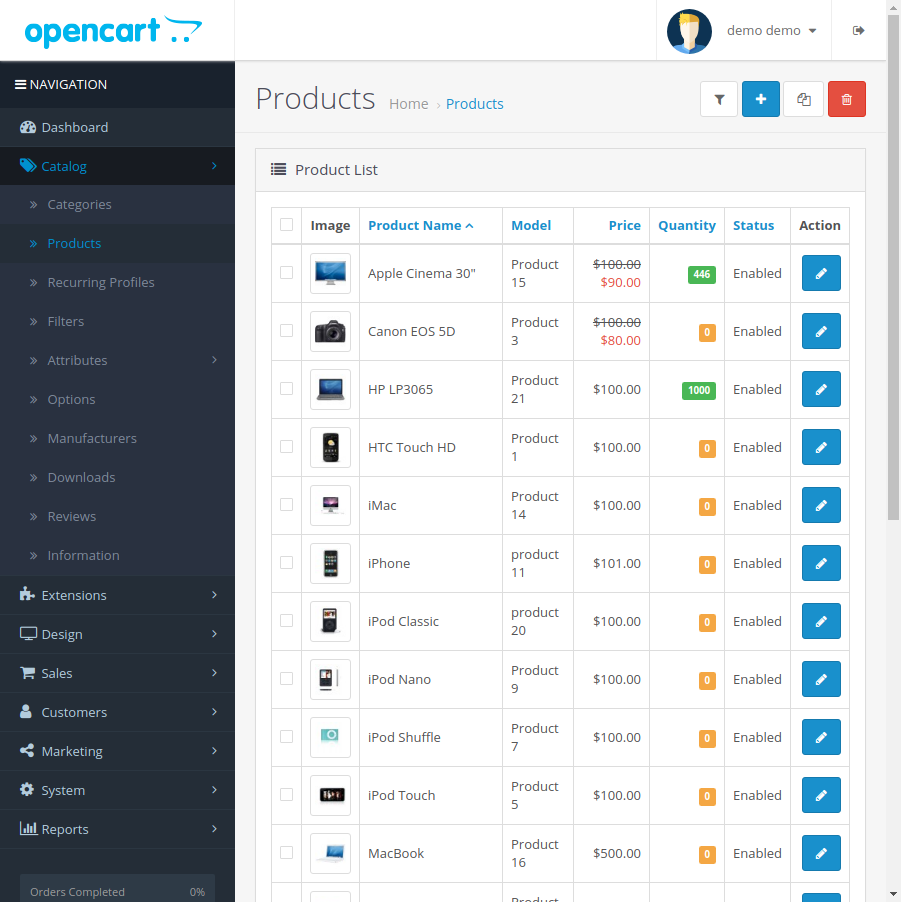 opencart
demo demo
NAVIGATION
Dashboard
Catalog
Categories
Products
Recurring Profiles
Filters
Attributes
Options
Manufacturers
Downloads
Reviews
Information
Extensions
Design
Sales
Customers
Marketing
System
Reports
Orders Completed 0%
Products Home › Products
Product List
Image Product Name Model Price Quantity Status Action
Apple Cinema 30" Product 15 $100.00 $90.00 446 Enabled
Canon EOS 5D Product 3 $100.00 $80.00 0 Enabled
HP LP3065 Product 21 $100.00 1000 Enabled
HTC Touch HD Product 1 $100.00 0 Enabled
iMac Product 14 $100.00 0 Enabled
iPhone product 11 $101.00 0 Enabled
iPod Classic product 20 $100.00 0 Enabled
iPod Nano Product 9 $100.00 0 Enabled
iPod Shuffle Product 7 $100.00 0 Enabled
iPod Touch Product 5 $100.00 0 Enabled
MacBook Product 16 $500.00 0 Enabled